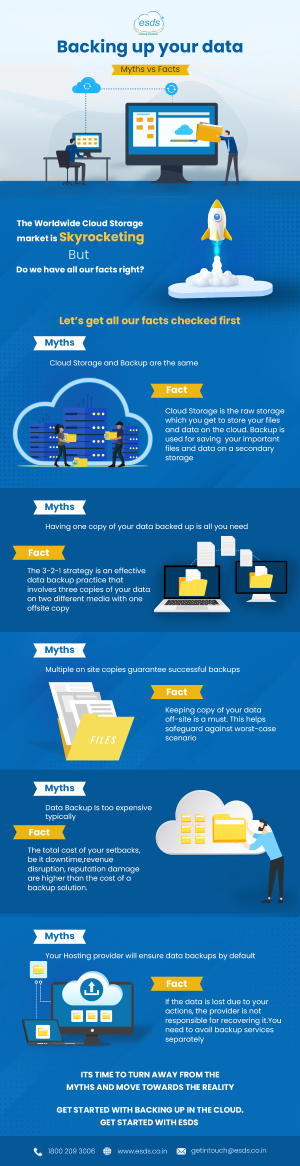 esds
Backing up your data
Myths vs Facts
The Worldwide Cloud Storage
market is Skyrocketing
But
Do we have all our facts right?
Let's get all our facts checked first
Myths
Cloud Storage and Backup are the same
Fact
Cloud Storage is the raw storage
which you get to store your files
and data on the cloud. Backup is
used for saving your important
files and data on a secondary
storage
Myths
Having one copy of your data backed up is all you need
Fact
The 3-2-1 strategy is an effective
data backup practice that
involves three copies of your data
on two different media with one
offsite copy
Myths
Multiple on site copies guarantee successful backups
FILES
Fact
Keeping copy of your data
off-site is a must. This helps
safeguard against worst-case
scenario
Myths
Data Backup Is too expensive
typically
Fact
The total cost of your setbacks,
be it downtime,revenue
disruption, reputation damage
are higher than the cost of a
backup solution.
Myths
Your Hosting provider will ensure data backups by default
Fact
If the data is lost due to your
actions, the provider is not
responsible for recovering it.You
need to avail backup services
separately
ITS TIME TO TURN AWAY FROM THE
MYTHS AND MOVE TOWARDS THE REALITY
GET STARTED WITH BACKING UP IN THE CLOUD.
GET STARTED WITH ESDS
1800 209 3006 www.esds.co.in getintouch@esds.co.in